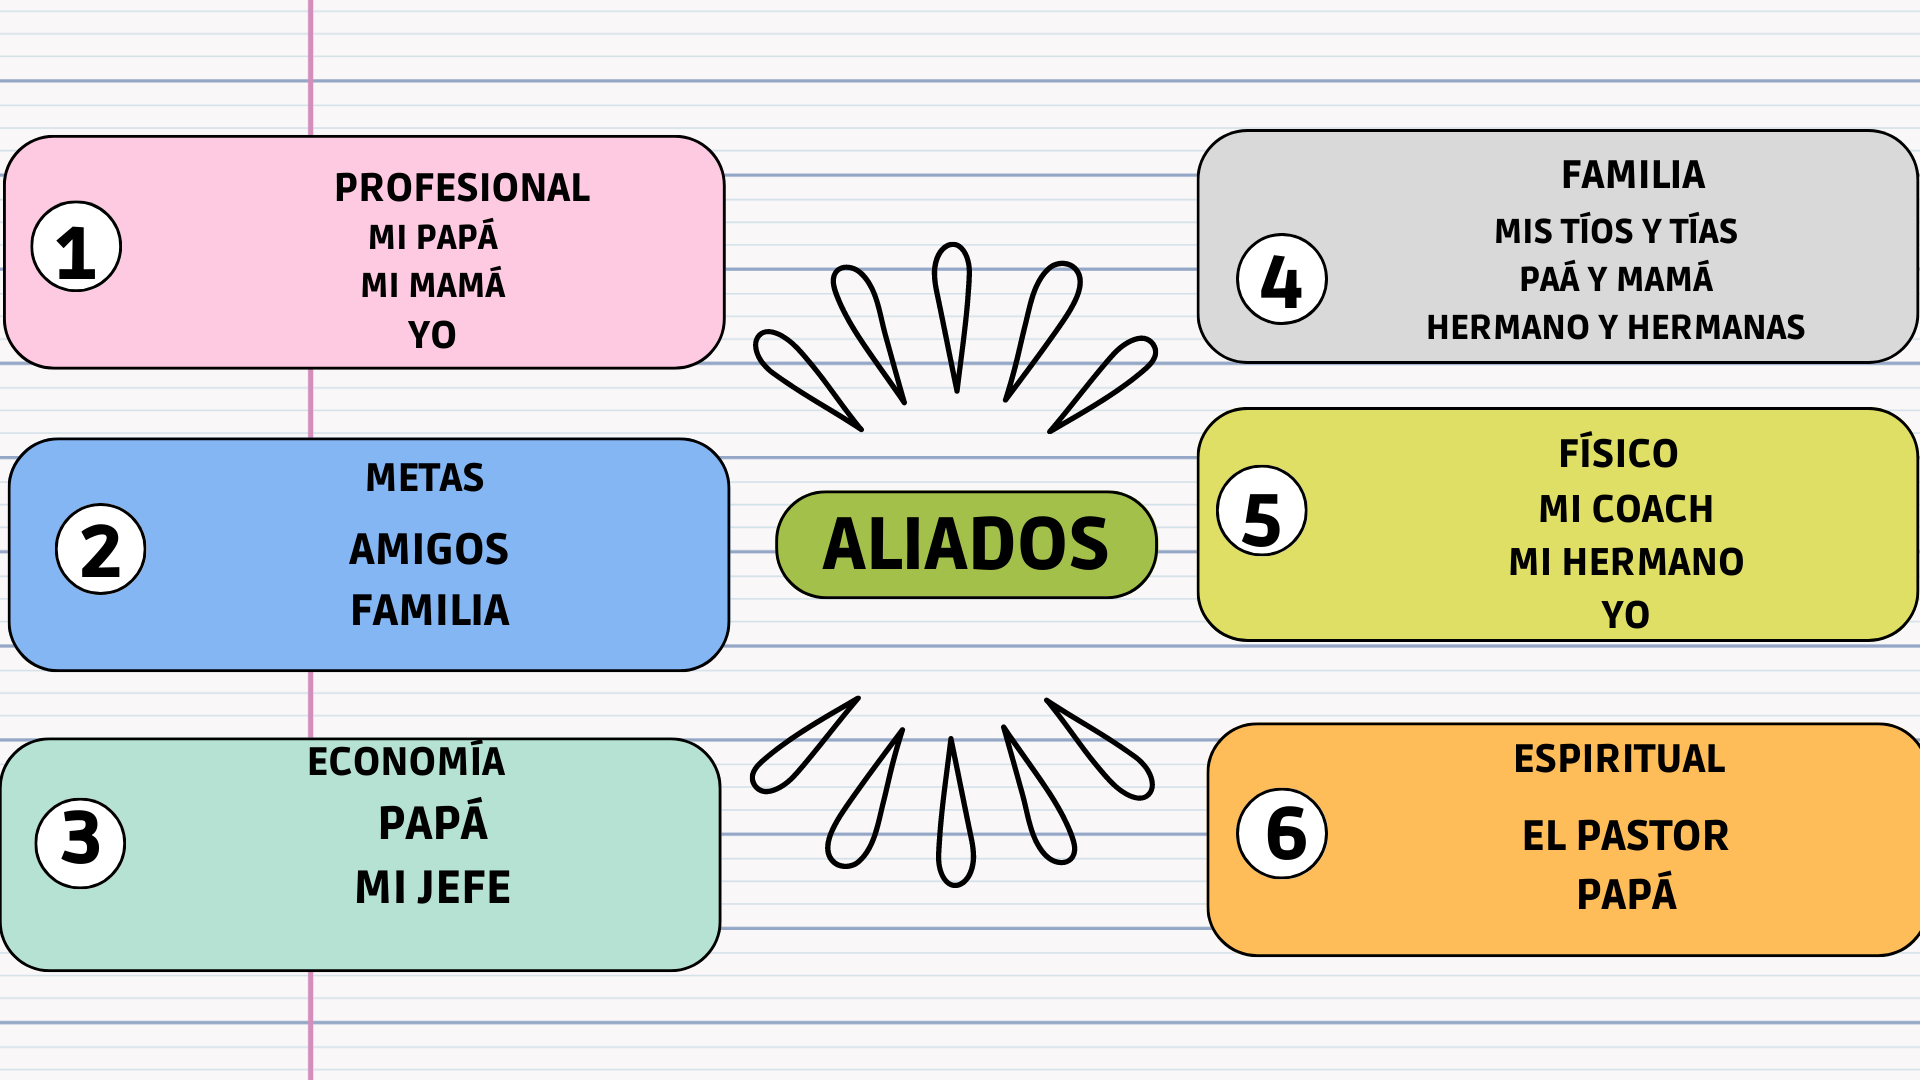 1
PROFESIONAL
MI PAPÁ
MI MAMÁ
YO
2
METAS
AMIGOS
FAMILIA
3
ECONOMÍA
PAPÁ
MI JEFE
ALIADOS
4
FAMILIA
MIS TÍOS Y TÍAS
PAÁ Y MAMÁ
HERMANO Y HERMANAS
5
FÍSICO
MI COACH
MI HERMANO
YO
6
ESPIRITUAL
EL PASTOR
PAPÁ